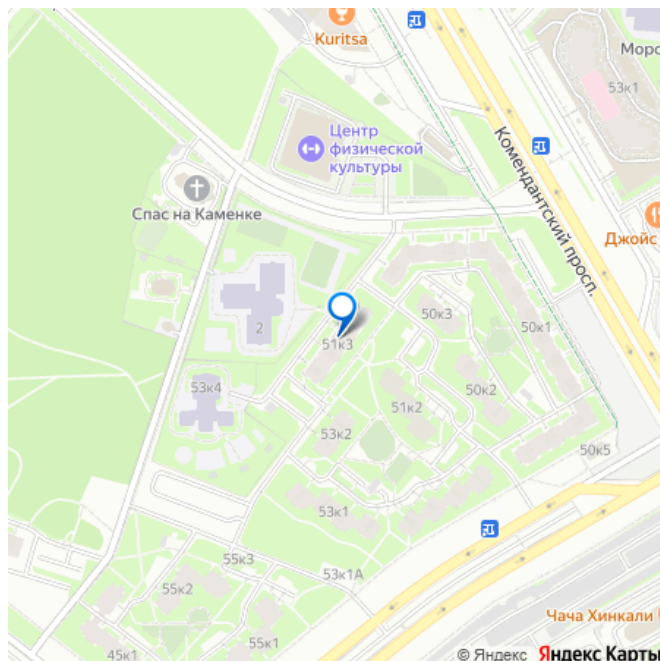 Kuritsa
Моро
53к1
Центр
физической
культуры
Комендантский просп.
Спас на Каменке
Джойс
50к3
50к1
2
51к3
53к4
50к2
51к2
53к2
50к5
53к1
55к3
53к1А
55к2
Чача Хинкали Ч
55к1
45к1
© Яндекс Яндекс Карты